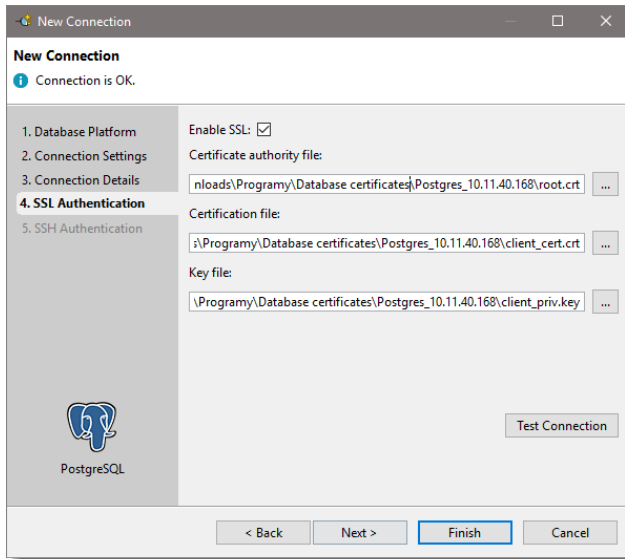 New Connection
New Connection
Connection is OK.
1. Database Platform
2. Connection Settings
3. Connection Details
4. SSL Authentication
5. SSH Authentication
PostgreSQL
Enable SSL:
Certificate authority file:
nloads\Programy\Database certificates\Postgres_10.11.40.168\root.crt
...
Certification file:
\Programy\Database certificates\Postgres_10.11.40.168\client_cert.crt
...
Key file:
\Programy\Database certificates\Postgres_10.11.40.168\client_priv.key
...
Test Connection
< Back
Next >
Finish
Cancel